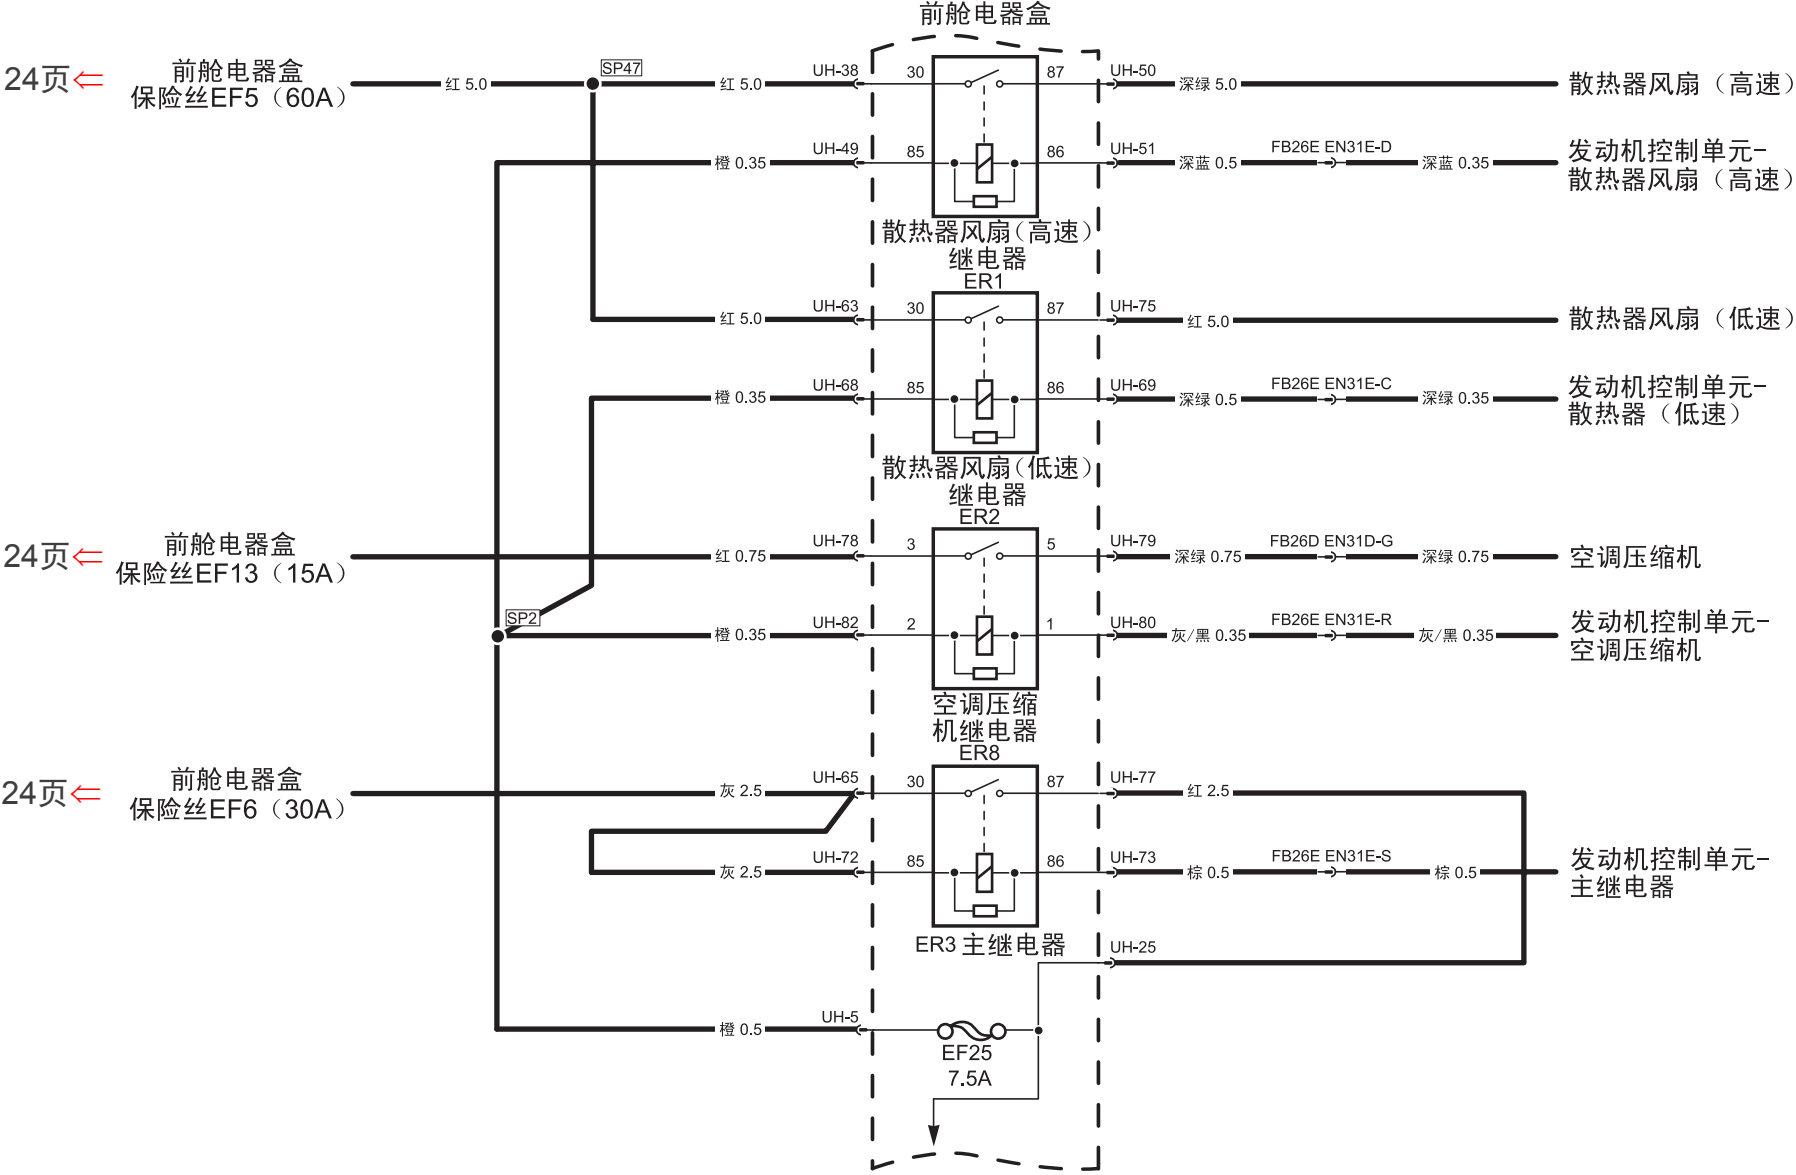 前舱电器盒
24页
前舱电器盒
保险丝EF5（60A）
红 5.0
SP47
红 5.0
UH-38
30
87
UH-50
深绿 5.0
散热器风扇（高速）
橙 0.35
UH-49
85
86
UH-51
深蓝 0.5
FB26E EN31E-D
深蓝 0.35
发动机控制单元-
散热器风扇（高速）
散热器风扇（高速）
继电器
ER1
红 5.0
UH-63
30
87
UH-75
红 5.0
散热器风扇（低速）
橙 0.35
UH-68
85
86
UH-69
深绿 0.5
FB26E EN31E-C
深绿 0.35
发动机控制单元-
散热器（低速）
散热器风扇（低速）
继电器
ER2
24页
前舱电器盒
保险丝EF13（15A）
红 0.75
UH-78
3
5
UH-79
深绿 0.75
FB26D EN31D-G
深绿 0.75
空调压缩机
SP2
橙 0.35
UH-82
2
1
UH-80
灰/黑 0.35
FB26E EN31E-R
灰/黑 0.35
发动机控制单元-
空调压缩机
空调压缩
机继电器
ER8
24页
前舱电器盒
保险丝EF6（30A）
灰 2.5
UH-65
30
87
UH-77
红 2.5
灰 2.5
UH-72
85
86
UH-73
棕 0.5
FB26E EN31E-S
棕 0.5
发动机控制单元-
主继电器
ER3 主继电器
UH-25
橙 0.5
UH-5
EF25
7.5A